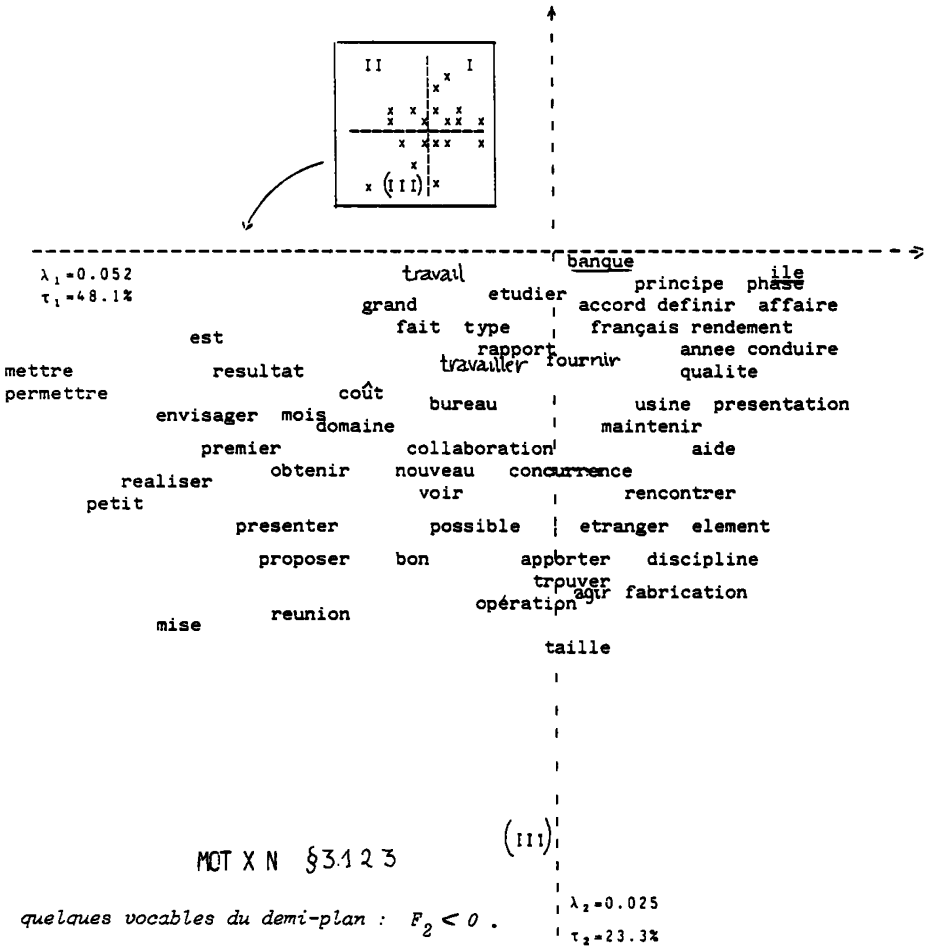 II I
(III)
banque
λ₁=0.052 travail ile
τ₁=48.1% etudier principe phase
grand accord definir affaire
fait type français rendement
est
rapport annee conduire
mettre resultat travailler fournir qualite
permettre coût
bureau usine presentation
envisager mois
domaine maintenir
premier collaboration aide
obtenir nouveau concurrence
realiser
voir rencontrer
petit
presenter possible etranger element
proposer bon apporter discipline
trouver
agir fabrication
opération
reunion
mise
taille
(III)
MOT X N §3.1 2 3
λ₂=0.025
quelques vocables du demi-plan : F₂ < 0 .
τ₂=23.3%